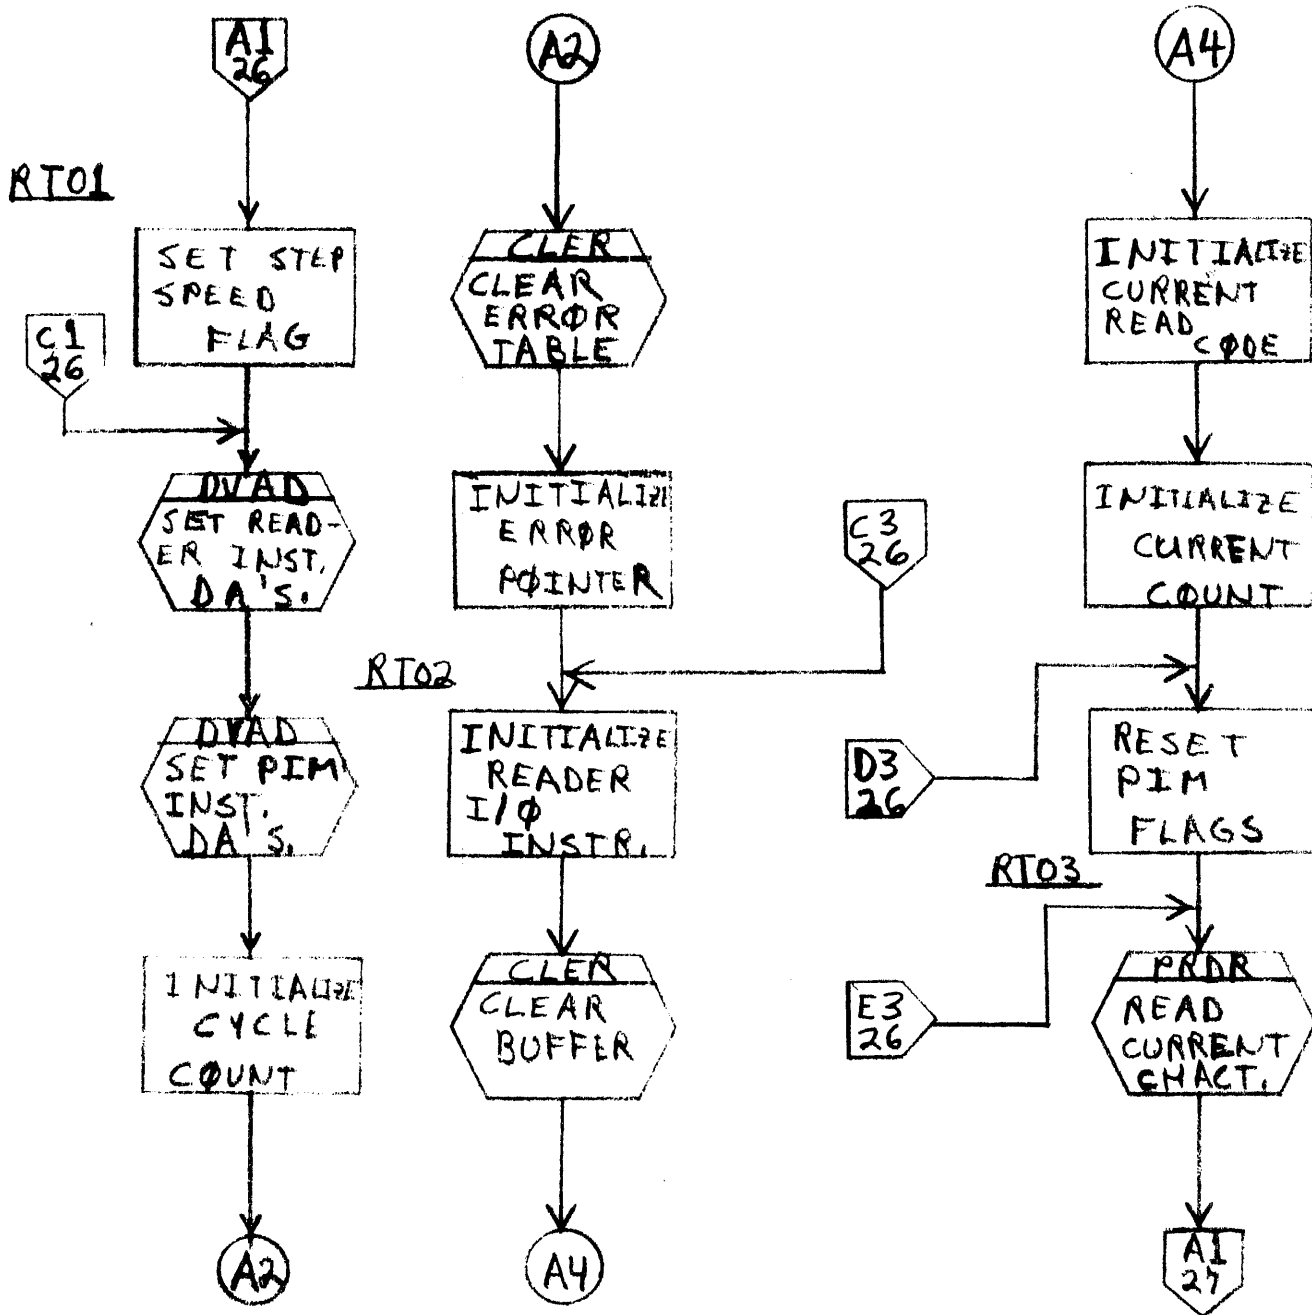 A1
26
RT01
SET STEP
SPEED
FLAG
C1
26
DVAD
SET READ-
ER INST.
DA'S.
DVAD
SET PIM
INST.
DA'S.
INITIALIZE
CYCLE
CØUNT
A2
A2
CLER
CLEAR
ERRØR
TABLE
INITIALIZE
ERRØR
PØINTER
C3
26
RT02
INITIALIZE
READER
I/Ø
INSTR.
CLER
CLEAR
BUFFER
A4
A4
INITIALIZE
CURRENT
READ
CØDE
INITIALIZE
CURRENT
CØUNT
D3
26
RESET
PIM
FLAGS
RT03
E3
26
PRDR
READ
CURRENT
CHACT.
A1
27